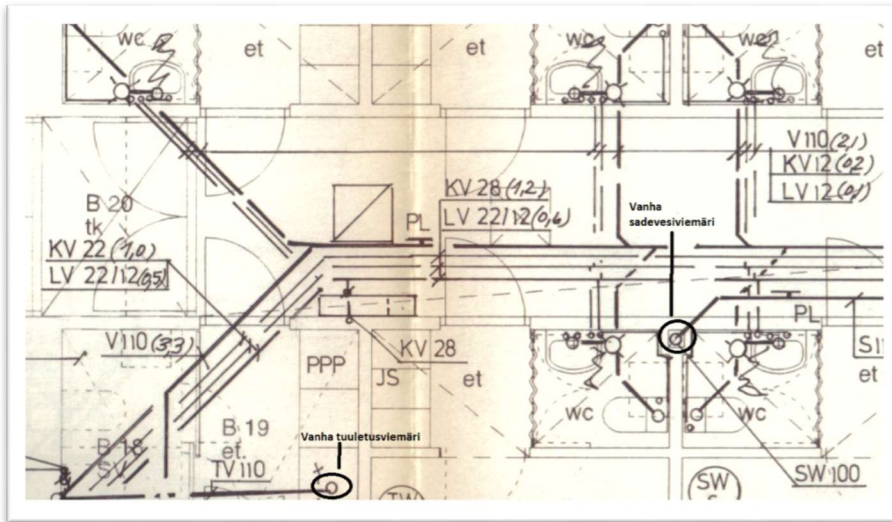 wc
et
et
wc
wc
et
V110 (2,1)
KV12 (0,2)
LV12 (0,1)
B 20
tk
KV 28 (1,2)
LV 22/12 (0,6)
PL
Vanha
sadevesiviemäri
KV 22 (1,0)
LV 22/12 (0,5)
V110 (3,3)
PPP
JS
KV 28
et
PL
S1
et
wc
wc
B 19
et.
B 18
SV
Vanha tuuletusviemäri
TV 110
SW
SW 100